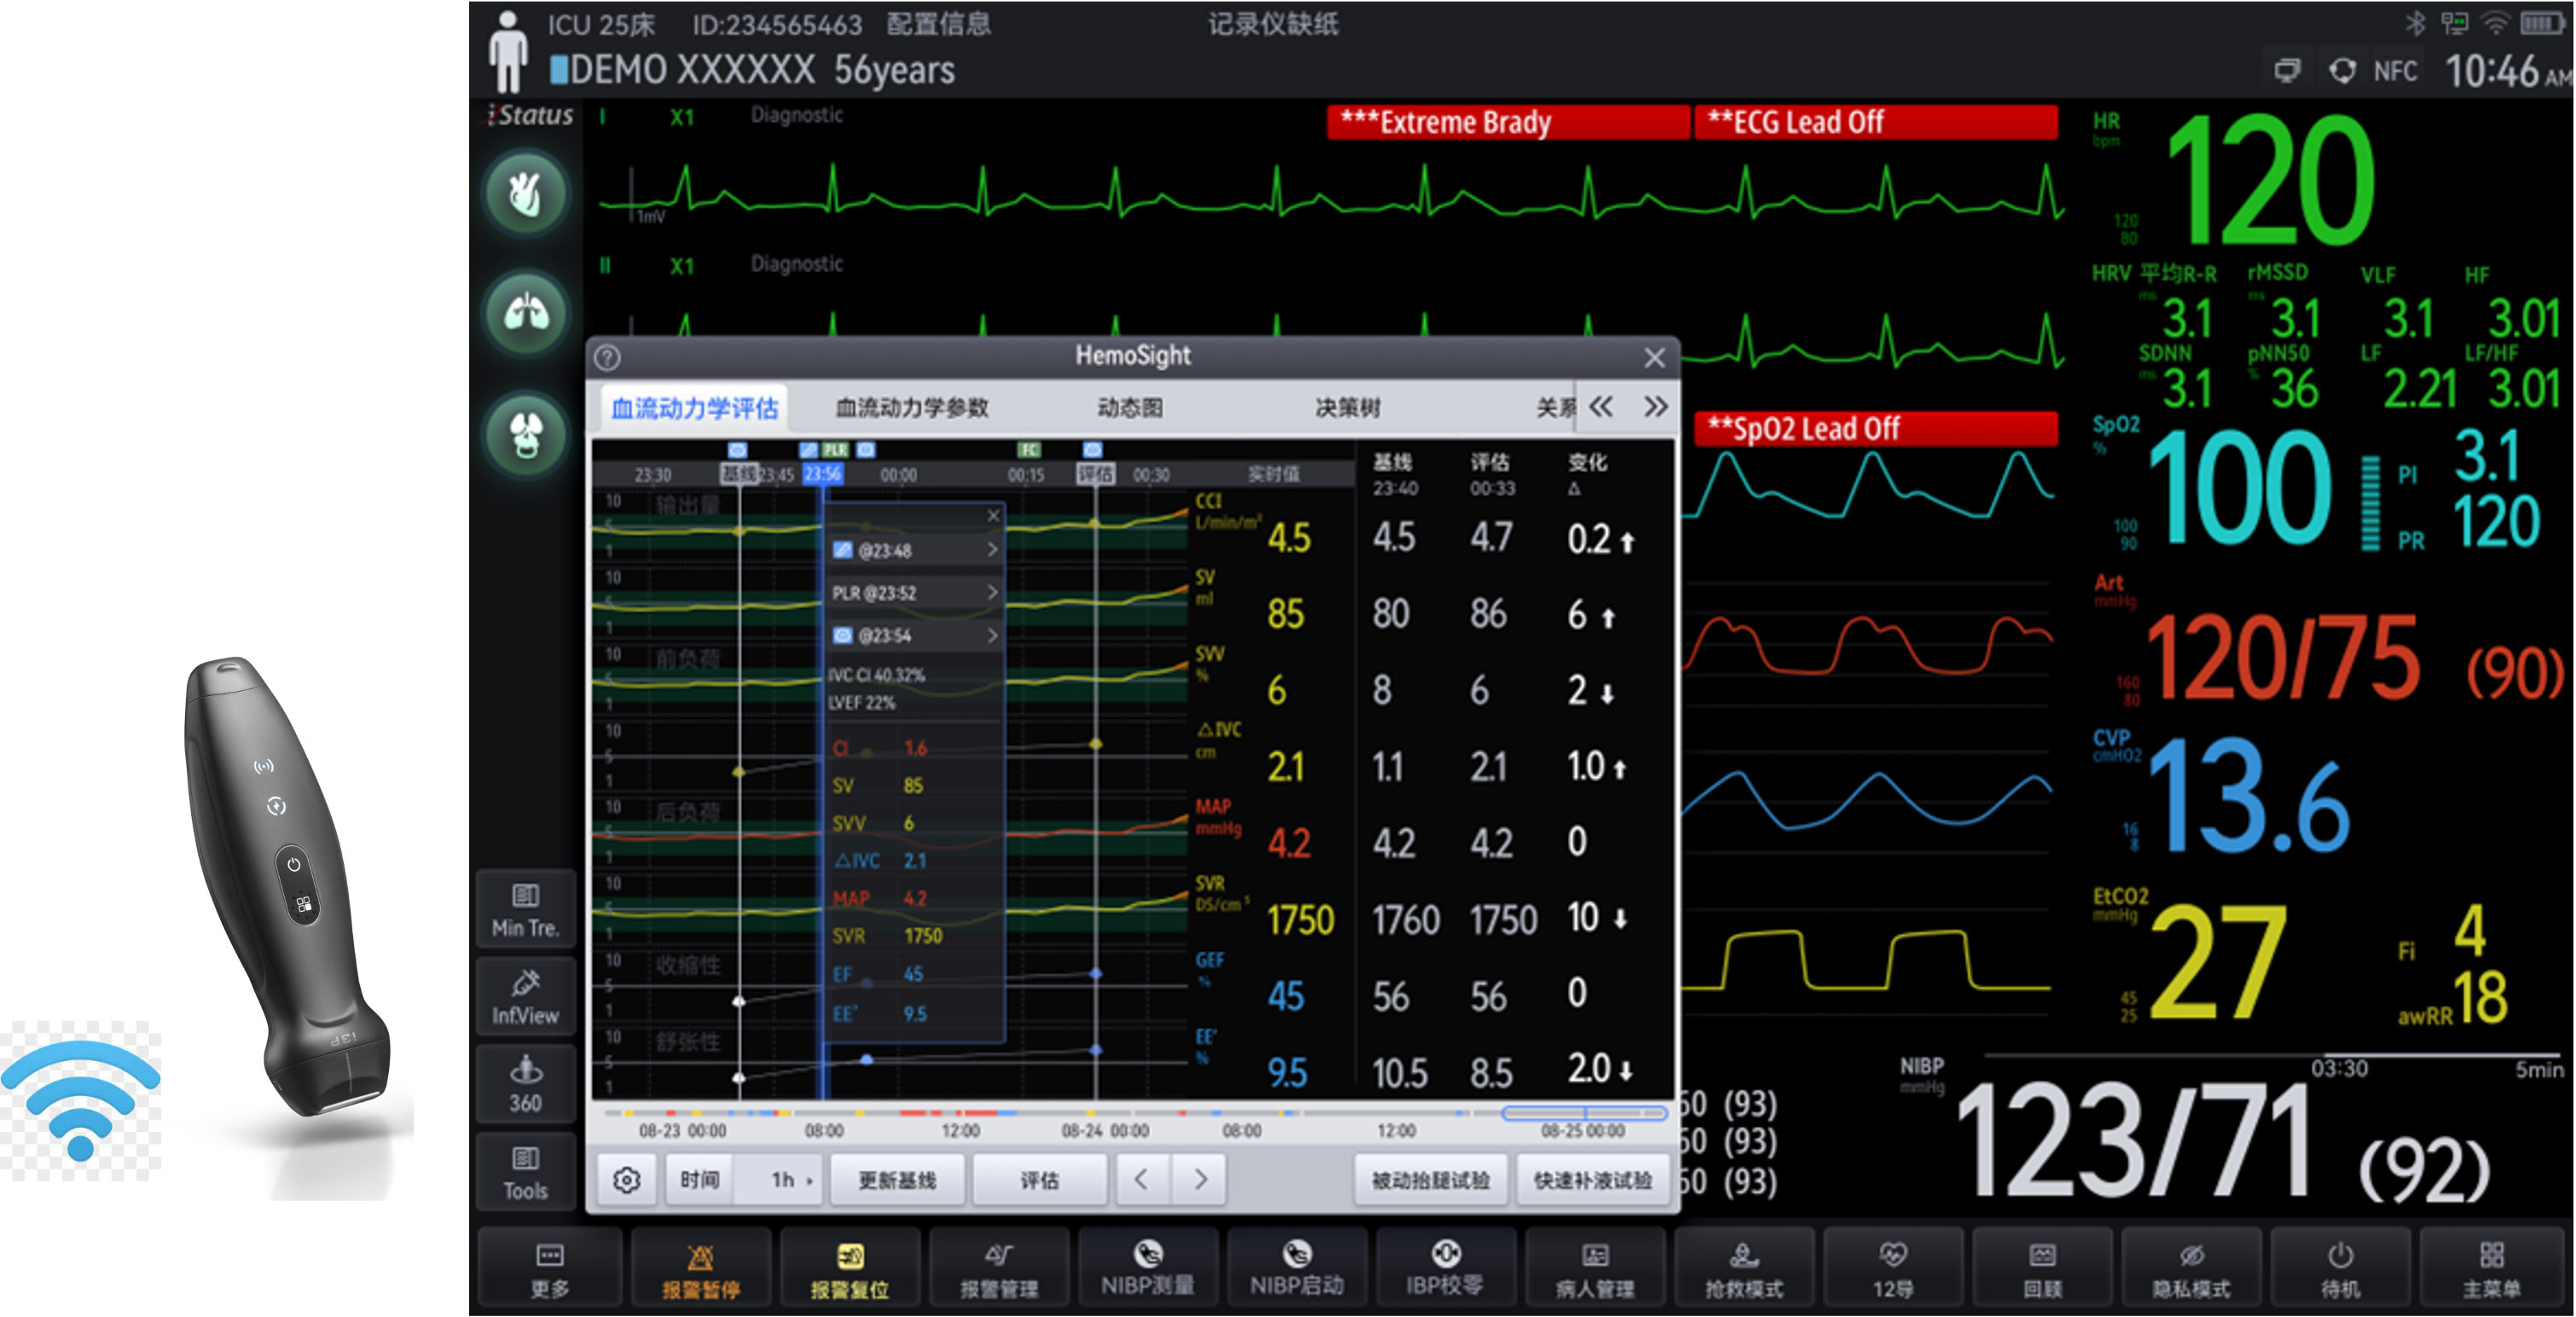 ICU 25床 ID:234565463 配置信息 记录仪缺纸
DEMO XXXXXX 56years
NFC 10:46 AM
iStatus
I X1 Diagnostic
***Extreme Brady **ECG Lead Off
1mV
II X1 Diagnostic
HR
bpm
120
120
80
HRV 平均R-R rMSSD VLF HF
ms 3.1 ms 3.1 3.1 3.01
SDNN pNN50 LF LF/HF
ms 3.1 % 36 2.21 3.01
**SpO2 Lead Off
SpO2
%
100
100
90
PI 3.1
PR 120
Art
mmHg
120/75 (90)
160
80
CVP
cmHO2
13.6
16
8
EtCO2
mmHg
27
45
25
Fi 4
awRR 18
NIBP
mmHg
03:30 5min
123/71 (92)
60 (93)
60 (93)
60 (93)
HemoSight
血流动力学评估 血流动力学参数 动态图 决策树 关系
PLR FC
23:30 基线 23:45 23:56 00:00 00:15 评估 00:30 实时值
基线 评估 变化
23:40 00:33 Δ
输出量
10
5
1
CCI
L/min/m²
4.5 4.5 4.7 0.2
10
5
1
SV
ml
85 80 86 6
前负荷
10
5
1
SVV
%
6 8 6 2
10
5
1
△IVC
cm
2.1 1.1 2.1 1.0
后负荷
10
5
1
MAP
mmHg
4.2 4.2 4.2 0
10
5
1
SVR
DS/cm⁵
1750 1760 1750 10
收缩性
10
5
1
GEF
%
45 56 56 0
舒张性
10
5
1
EE'
%
9.5 10.5 8.5 2.0
@23:48
PLR @23:52
@23:54
IVC CI 40.32%
LVEF 22%
CI 1.6
SV 85
SVV 6
△IVC 2.1
MAP 4.2
SVR 1750
EF 45
EE' 9.5
08-23 00:00 08:00 12:00 08-24 00:00 08:00 12:00 08-25 00:00
时间 1h 更新基线 评估 被动抬腿试验 快速补液试验
Min Tre.
Inf.View
360
Tools
更多 报警暂停 报警复位 报警管理 NIBP测量 NIBP启动 IBP校零 病人管理 抢救模式 12导 回顾 隐私模式 待机 主菜单
i3P